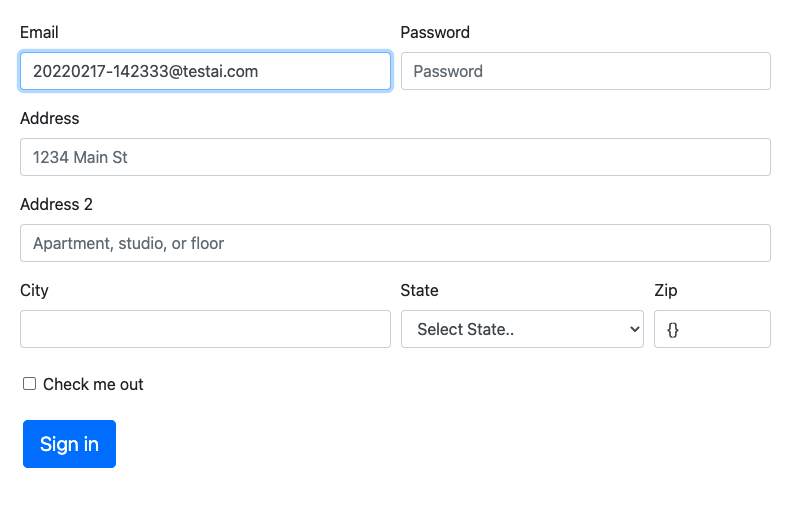 Email Password
20220217-142333@testai.com Password
Address
1234 Main St
Address 2
Apartment, studio, or floor
City State Zip
Select State.. {}
Check me out
Sign in